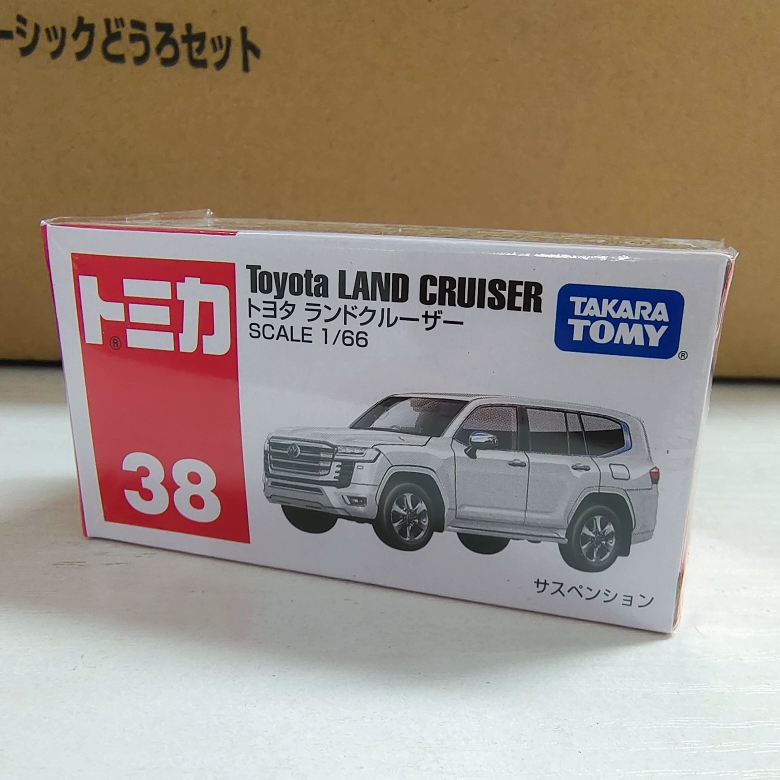 ーシックどうろセット
トミカ®
Toyota LAND CRUISER
トヨタ ランドクルーザー
SCALE 1/66
TAKARA
TOMY®
38
サスペンション